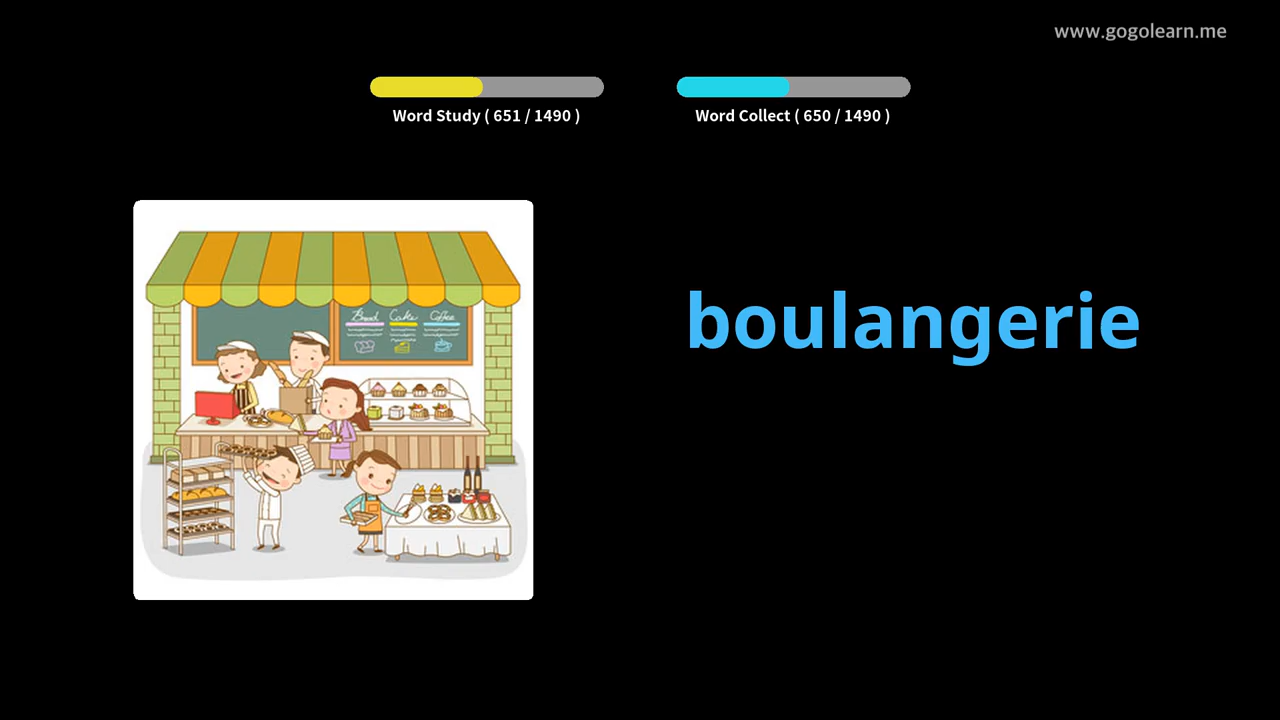 www.gogolearn.me
Word Study ( 651 / 1490 )
Word Collect ( 650 / 1490 )
Bread Cake Coffee
boulangerie